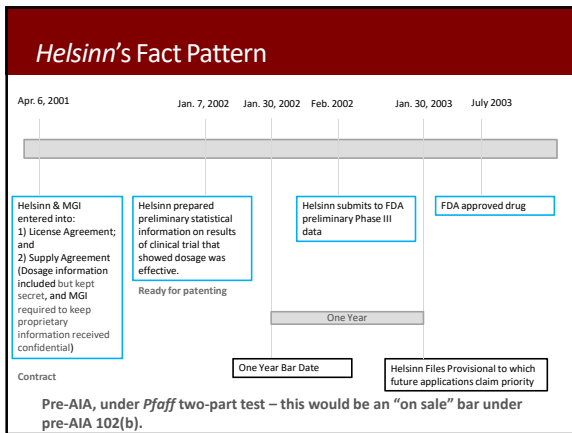 Helsinn's Fact Pattern
Apr. 6, 2001
Jan. 7, 2002
Jan. 30, 2002
Feb. 2002
Jan. 30, 2003
July 2003
Helsinn & MGI
entered into:
1) License Agreement;
and
2) Supply Agreement
(Dosage information
included but kept
secret, and MGI
required to keep
proprietary
information received
confidential)
Contract
Helsinn prepared
preliminary statistical
information on results
of clinical trial that
showed dosage was
effective.
Ready for patenting
Helsinn submits to FDA
preliminary Phase III
data
FDA approved drug
One Year
One Year Bar Date
Helsinn Files Provisional to which
future applications claim priority
Pre-AIA, under Pfaff two-part test – this would be an "on sale" bar under
pre-AIA 102(b).